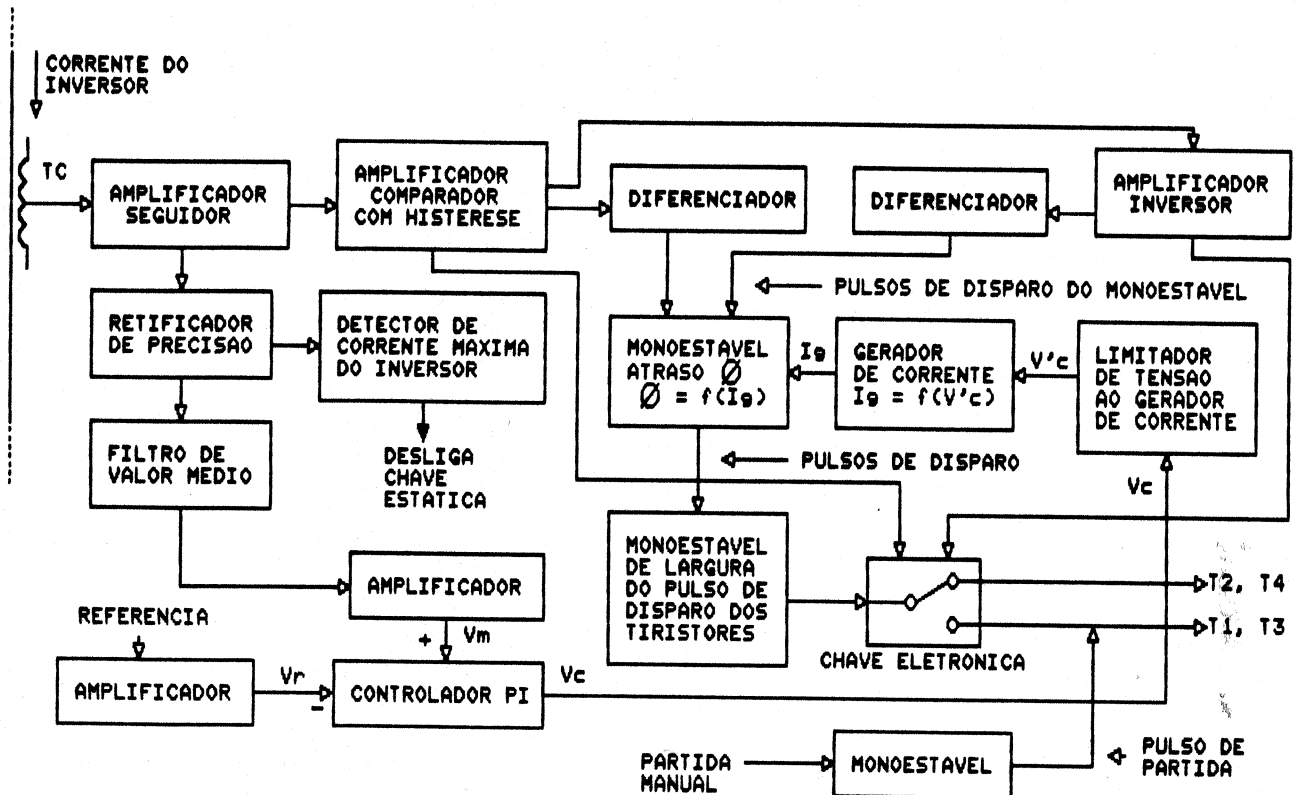 CORRENTE DO
INVERSOR
TC
AMPLIFICADOR
SEGUIDOR
AMPLIFICADOR
COMPARADOR
COM HISTERESE
DIFERENCIADOR
DIFERENCIADOR
AMPLIFICADOR
INVERSOR
PULSOS DE DISPARO DO MONOESTAVEL
RETIFICADOR
DE PRECISAO
DETECTOR DE
CORRENTE MAXIMA
DO INVERSOR
MONOESTAVEL
ATRASO Ø
Ø = f(Ig)
Ig
GERADOR
DE CORRENTE
Ig = f(V'c)
V'c
LIMITADOR
DE TENSAO
AO GERADOR
DE CORRENTE
FILTRO DE
VALOR MEDIO
DESLIGA
CHAVE
ESTATICA
PULSOS DE DISPARO
Vc
MONOESTAVEL
DE LARGURA
DO PULSO DE
DISPARO DOS
TIRISTORES
AMPLIFICADOR
T2, T4
T1, T3
CHAVE ELETRONICA
REFERENCIA
+ Vm
AMPLIFICADOR
Vr
-
CONTROLADOR PI
Vc
PARTIDA
MANUAL
MONOESTAVEL
PULSO DE
PARTIDA